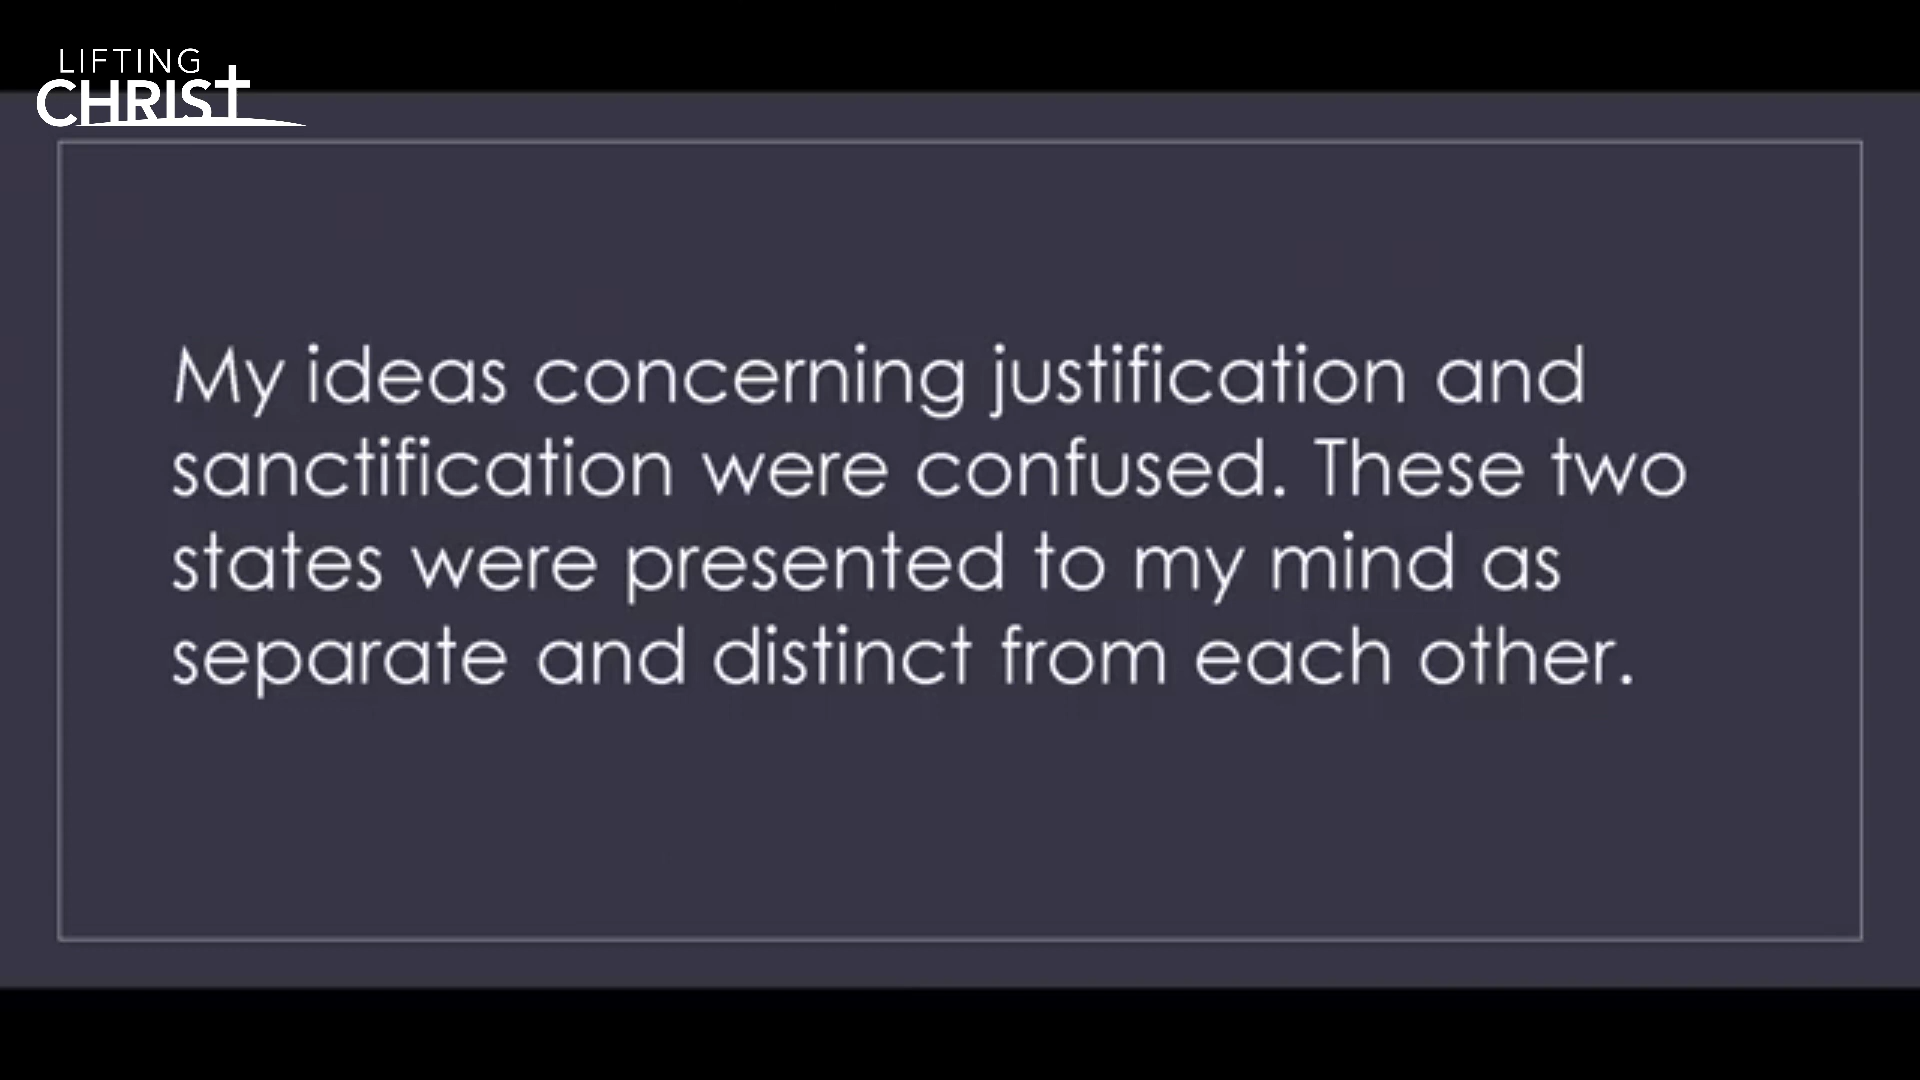 LIFTING
CHRIST
My ideas concerning justification and
sanctification were confused. These two
states were presented to my mind as
separate and distinct from each other.